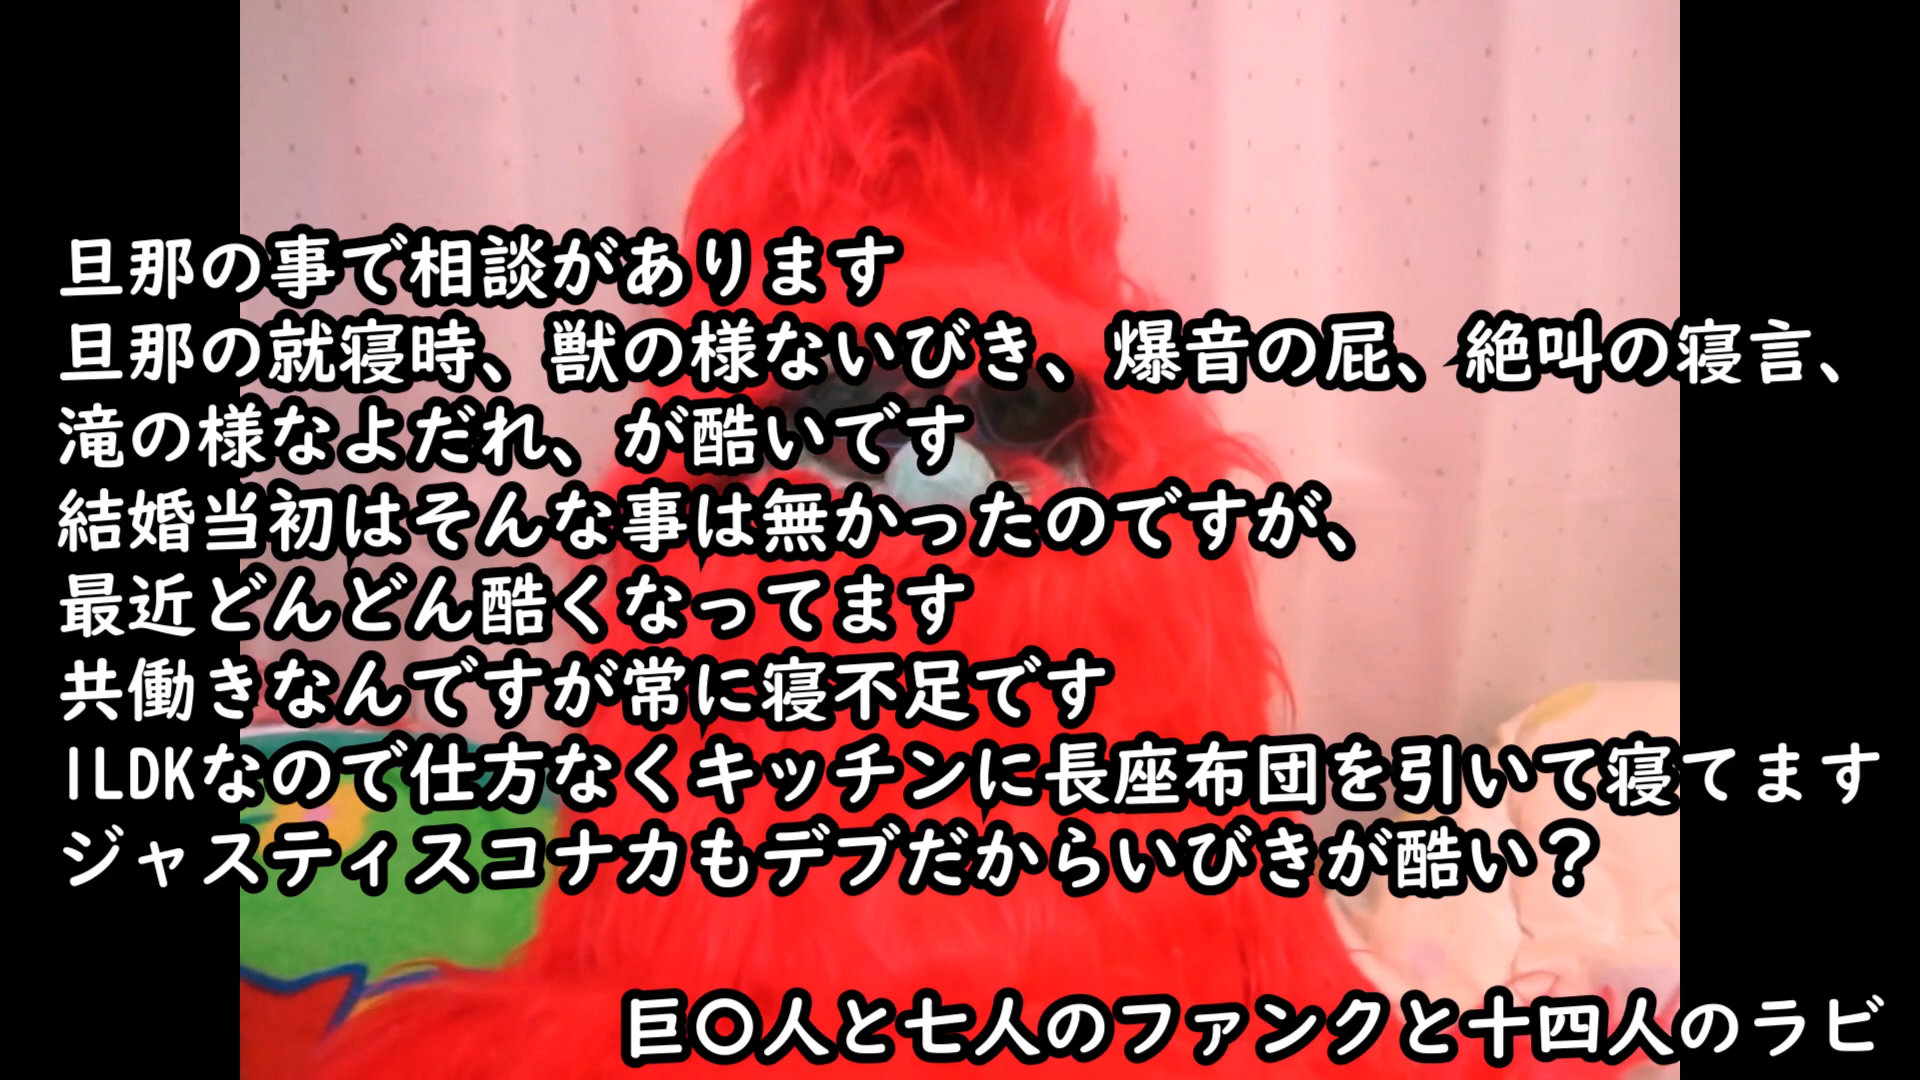 旦那の事で相談があります
旦那の就寝時、獣の様ないびき、爆音の屁、絶叫の寝言、
滝の様なよだれ、が酷いです
結婚当初はそんな事は無かったのですが、
最近どんどん酷くなってます
共働きなんですが常に寝不足です
1LDKなので仕方なくキッチンに長座布団を引いて寝てます
ジャスティスコナカもデブだからいびきが酷い？
巨〇人と七人のファンクと十四人のラビ